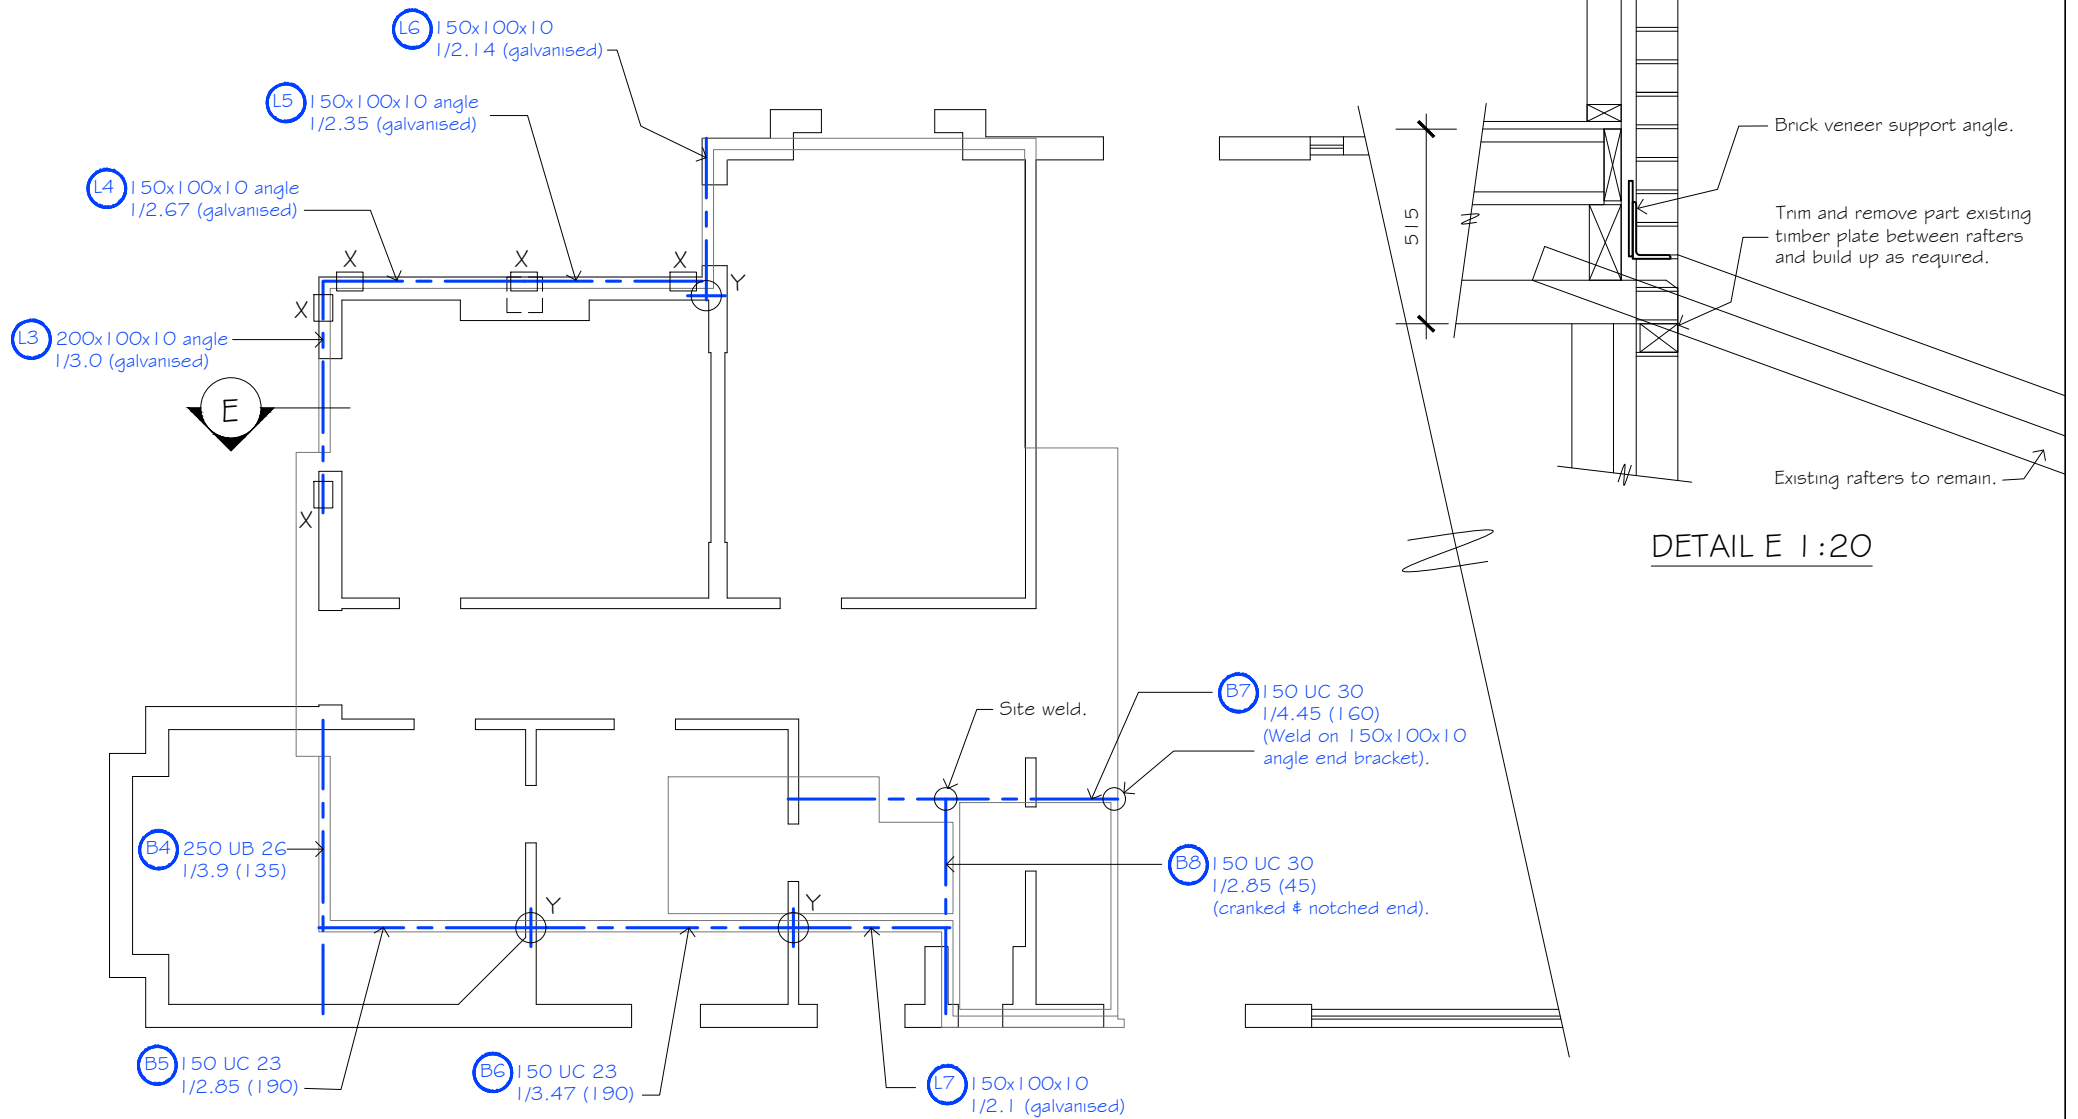 L6 150x100x10
1/2.14 (galvanised)
L5 150x100x10 angle
1/2.35 (galvanised)
L4 150x100x10 angle
1/2.67 (galvanised)
X
X
X
Y
X
L3 200x100x10 angle
1/3.0 (galvanised)
E
X
515
Brick veneer support angle.
Trim and remove part existing
timber plate between rafters
and build up as required.
Existing rafters to remain.
DETAIL E 1:20
Site weld.
B7 150 UC 30
1/4.45 (160)
(Weld on 150x100x10
angle end bracket).
B4 250 UB 26
1/3.9 (135)
B8 150 UC 30
1/2.85 (45)
(cranked & notched end).
Y
Y
B5 150 UC 23
1/2.85 (190)
B6 150 UC 23
1/3.47 (190)
L7 150x100x10
1/2.1 (galvanised)